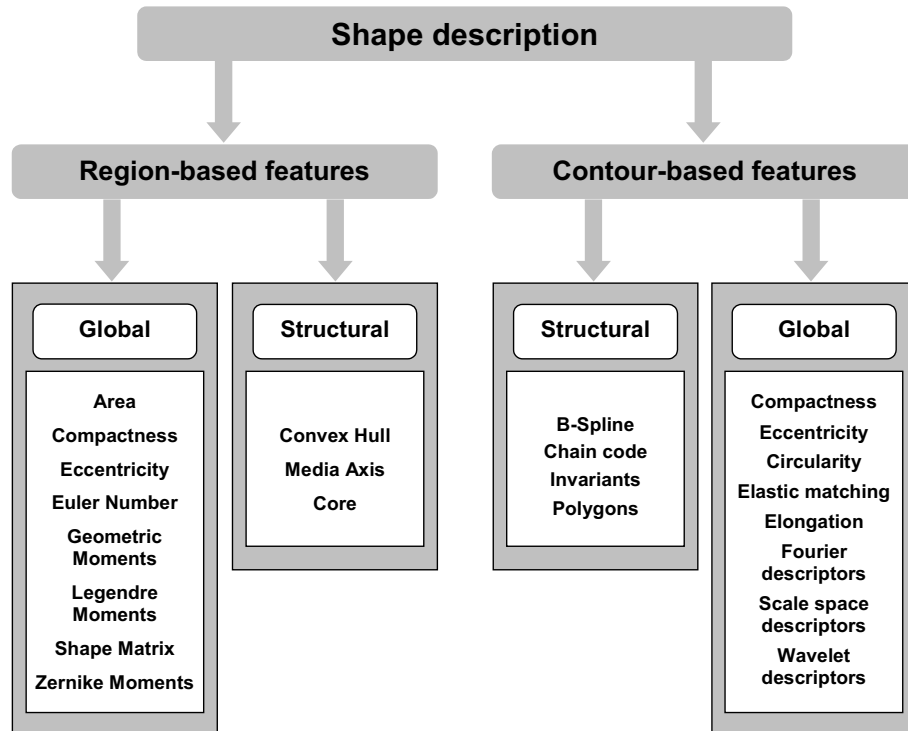 Shape description
Region-based features
Contour-based features
Global
Area
Compactness
Eccentricity
Euler Number
Geometric
Moments
Legendre
Moments
Shape Matrix
Zernike Moments
Structural
Convex Hull
Media Axis
Core
Structural
B-Spline
Chain code
Invariants
Polygons
Global
Compactness
Eccentricity
Circularity
Elastic matching
Elongation
Fourier
descriptors
Scale space
descriptors
Wavelet
descriptors